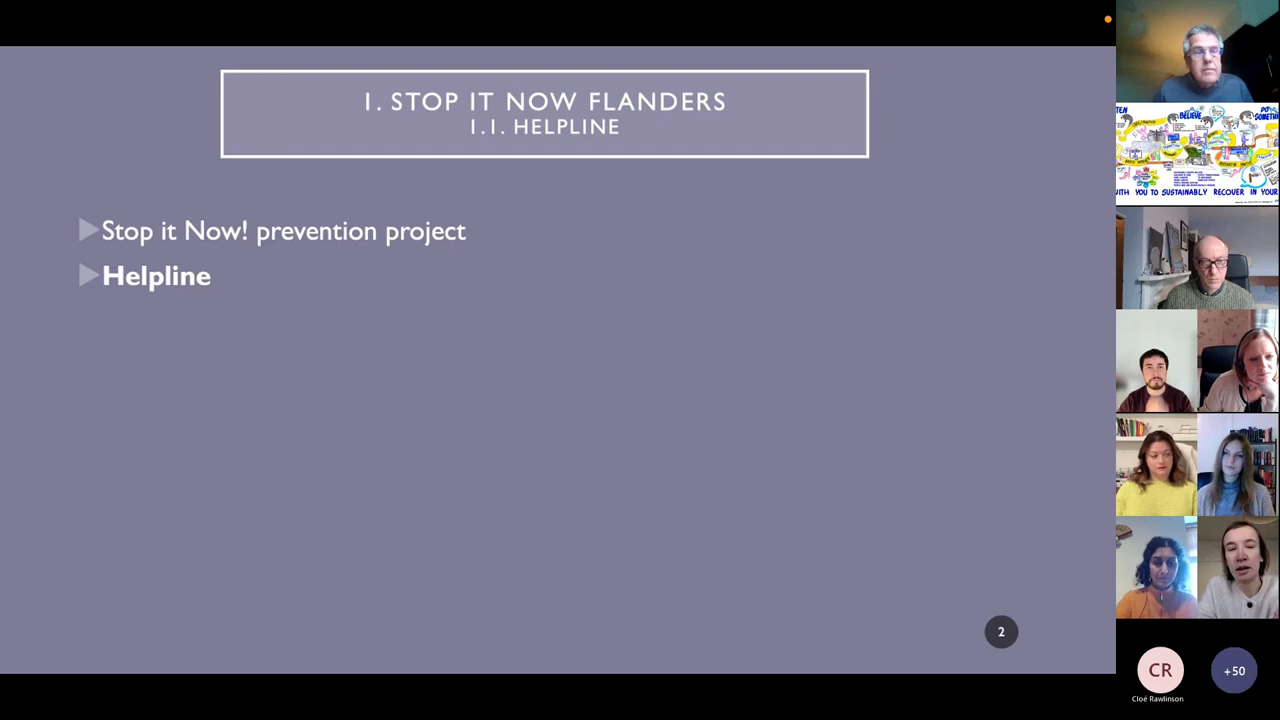 1. STOP IT NOW FLANDERS
1.1. HELPLINE
Stop it Now! prevention project
Helpline
2
BELIEVE
WITH YOU TO SUSTAINABLY RECOVER IN YOUR
CR
+50
Cloé Rawlinson